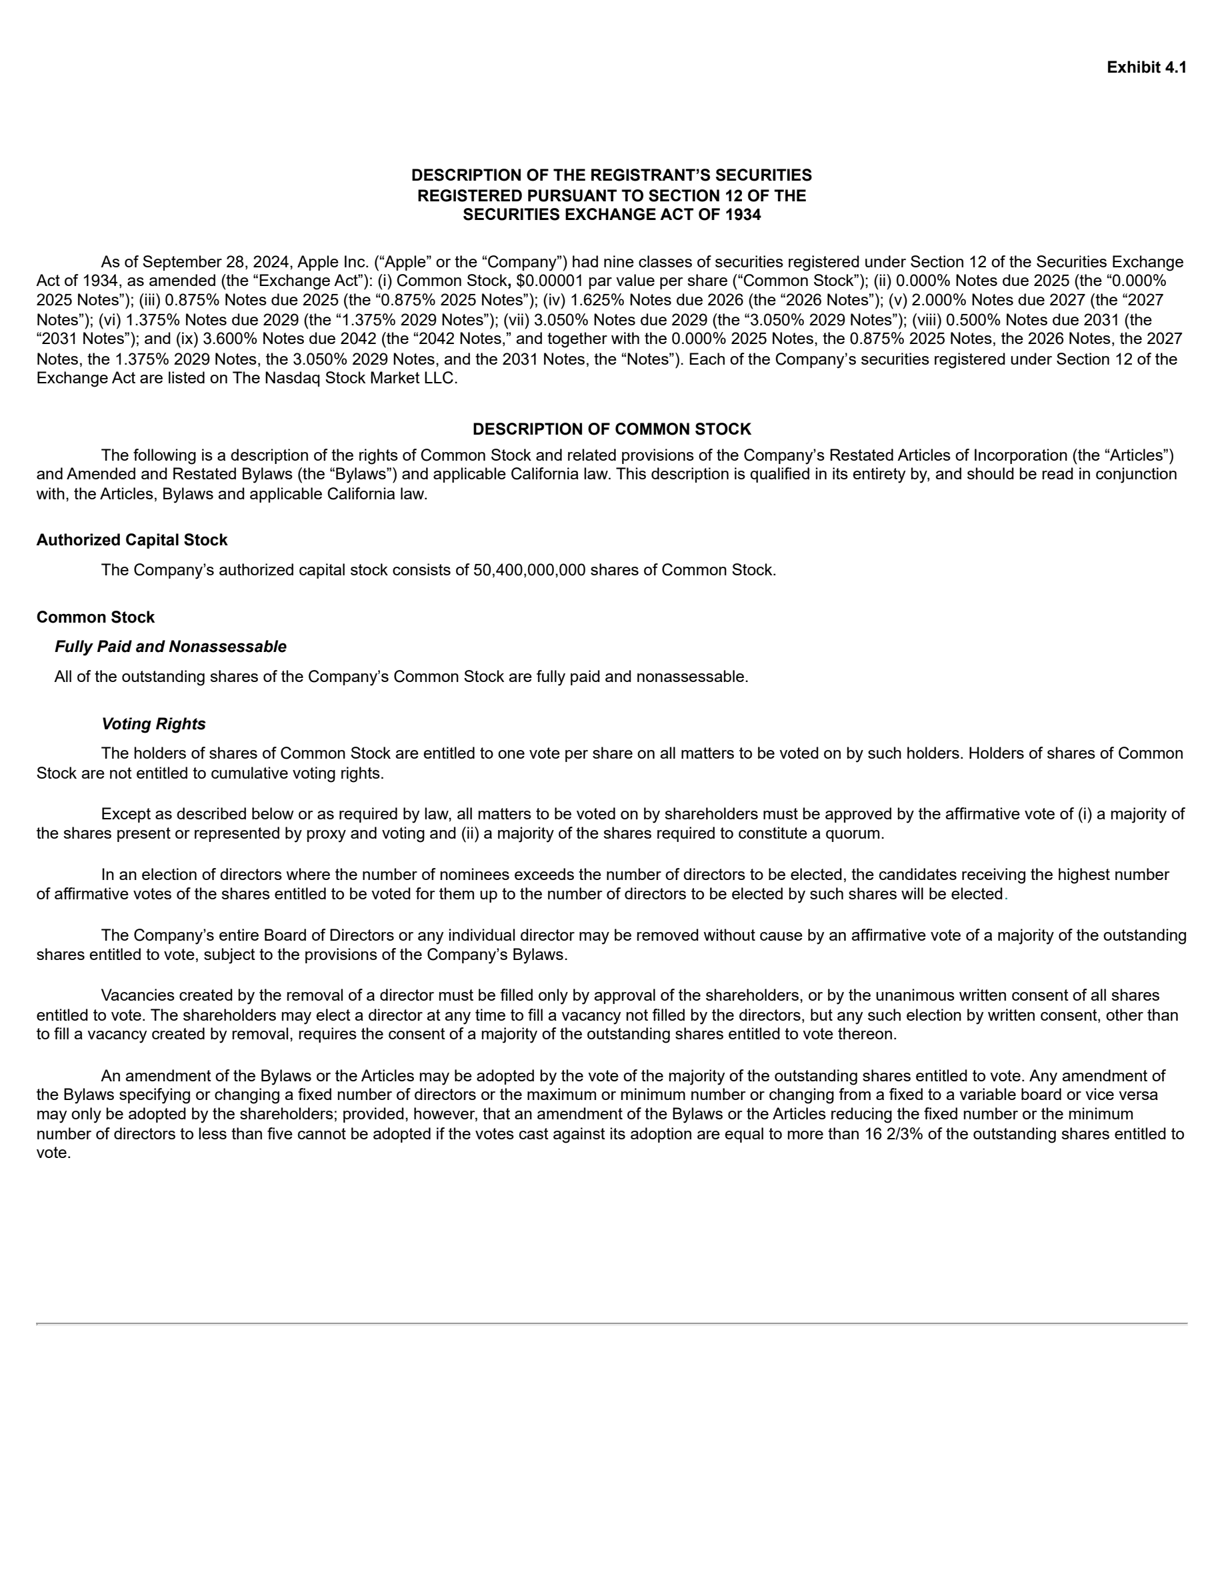 Exhibit 4.1
DESCRIPTION OF THE REGISTRANT’S SECURITIES
REGISTERED PURSUANT TO SECTION 12 OF THE
SECURITIES EXCHANGE ACT OF 1934
As of September 28, 2024, Apple Inc. (“Apple” or the “Company”) had nine classes of securities registered under Section 12 of the Securities Exchange
Act of 1934, as amended (the “Exchange Act”): (i) Common Stock, $0.00001 par value per share (“Common Stock”); (ii) 0.000% Notes due 2025 (the “0.000%
2025 Notes”); (iii) 0.875% Notes due 2025 (the “0.875% 2025 Notes”); (iv) 1.625% Notes due 2026 (the “2026 Notes”); (v) 2.000% Notes due 2027 (the “2027
Notes”); (vi) 1.375% Notes due 2029 (the “1.375% 2029 Notes”); (vii) 3.050% Notes due 2029 (the “3.050% 2029 Notes”); (viii) 0.500% Notes due 2031 (the
“2031 Notes”); and (ix) 3.600% Notes due 2042 (the “2042 Notes,” and together with the 0.000% 2025 Notes, the 0.875% 2025 Notes, the 2026 Notes, the 2027
Notes, the 1.375% 2029 Notes, the 3.050% 2029 Notes, and the 2031 Notes, the “Notes”). Each of the Company’s securities registered under Section 12 of the
Exchange Act are listed on The Nasdaq Stock Market LLC.
DESCRIPTION OF COMMON STOCK
The following is a description of the rights of Common Stock and related provisions of the Company’s Restated Articles of Incorporation (the “Articles”)
and Amended and Restated Bylaws (the “Bylaws”) and applicable California law. This description is qualified in its entirety by, and should be read in conjunction
with, the Articles, Bylaws and applicable California law.
Authorized Capital Stock
The Company’s authorized capital stock consists of 50,400,000,000 shares of Common Stock.
Common Stock
Fully Paid and Nonassessable
All of the outstanding shares of the Company’s Common Stock are fully paid and nonassessable.
Voting Rights
The holders of shares of Common Stock are entitled to one vote per share on all matters to be voted on by such holders. Holders of shares of Common
Stock are not entitled to cumulative voting rights.
Except as described below or as required by law, all matters to be voted on by shareholders must be approved by the affirmative vote of (i) a majority of
the shares present or represented by proxy and voting and (ii) a majority of the shares required to constitute a quorum.
In an election of directors where the number of nominees exceeds the number of directors to be elected, the candidates receiving the highest number
of affirmative votes of the shares entitled to be voted for them up to the number of directors to be elected by such shares will be elected.
The Company’s entire Board of Directors or any individual director may be removed without cause by an affirmative vote of a majority of the outstanding
shares entitled to vote, subject to the provisions of the Company’s Bylaws.
Vacancies created by the removal of a director must be filled only by approval of the shareholders, or by the unanimous written consent of all shares
entitled to vote. The shareholders may elect a director at any time to fill a vacancy not filled by the directors, but any such election by written consent, other than
to fill a vacancy created by removal, requires the consent of a majority of the outstanding shares entitled to vote thereon.
An amendment of the Bylaws or the Articles may be adopted by the vote of the majority of the outstanding shares entitled to vote. Any amendment of
the Bylaws specifying or changing a fixed number of directors or the maximum or minimum number or changing from a fixed to a variable board or vice versa
may only be adopted by the shareholders; provided, however, that an amendment of the Bylaws or the Articles reducing the fixed number or the minimum
number of directors to less than five cannot be adopted if the votes cast against its adoption are equal to more than 16 2/3% of the outstanding shares entitled to
vote.